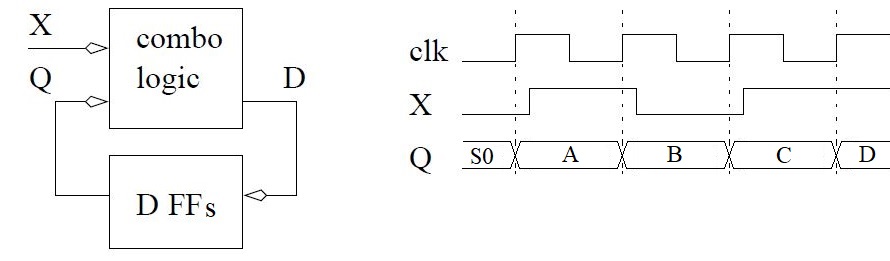 X
combo
logic
Q
D
D FFs
clk
X
Q S0 A B C D